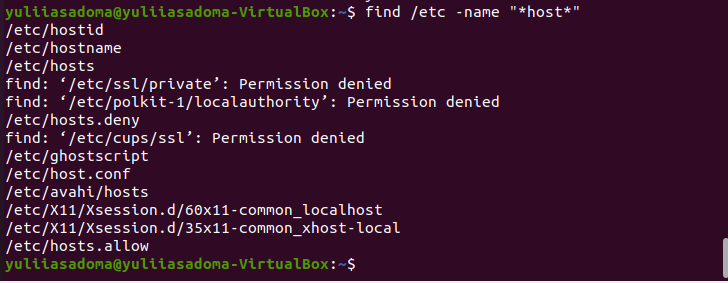 yuliiasadoma@yuliiasadoma-VirtualBox:~$ find /etc -name "*host*"
/etc/hostid
/etc/hostname
/etc/hosts
find: ‘/etc/ssl/private’: Permission denied
find: ‘/etc/polkit-1/localauthority’: Permission denied
/etc/hosts.deny
find: ‘/etc/cups/ssl’: Permission denied
/etc/ghostscript
/etc/host.conf
/etc/avahi/hosts
/etc/X11/Xsession.d/60x11-common_localhost
/etc/X11/Xsession.d/35x11-common_xhost-local
/etc/hosts.allow
yuliiasadoma@yuliiasadoma-VirtualBox:~$